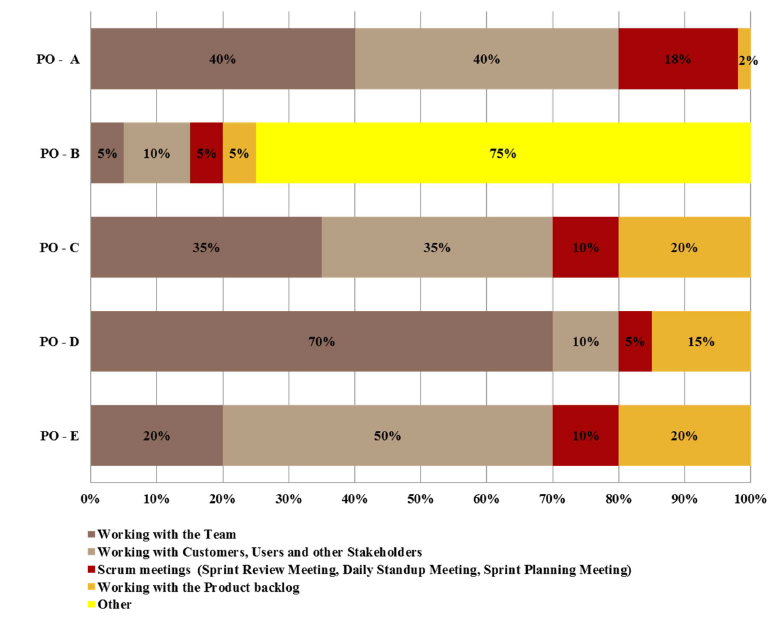 PO - A 40% 40% 18% 2%
PO - B 5% 10% 5% 5% 75%
PO - C 35% 35% 10% 20%
PO - D 70% 10% 5% 15%
PO - E 20% 50% 10% 20%
0% 10% 20% 30% 40% 50% 60% 70% 80% 90% 100%
Working with the Team
Working with Customers, Users and other Stakeholders
Scrum meetings (Sprint Review Meeting, Daily Standup Meeting, Sprint Planning Meeting)
Working with the Product backlog
Other